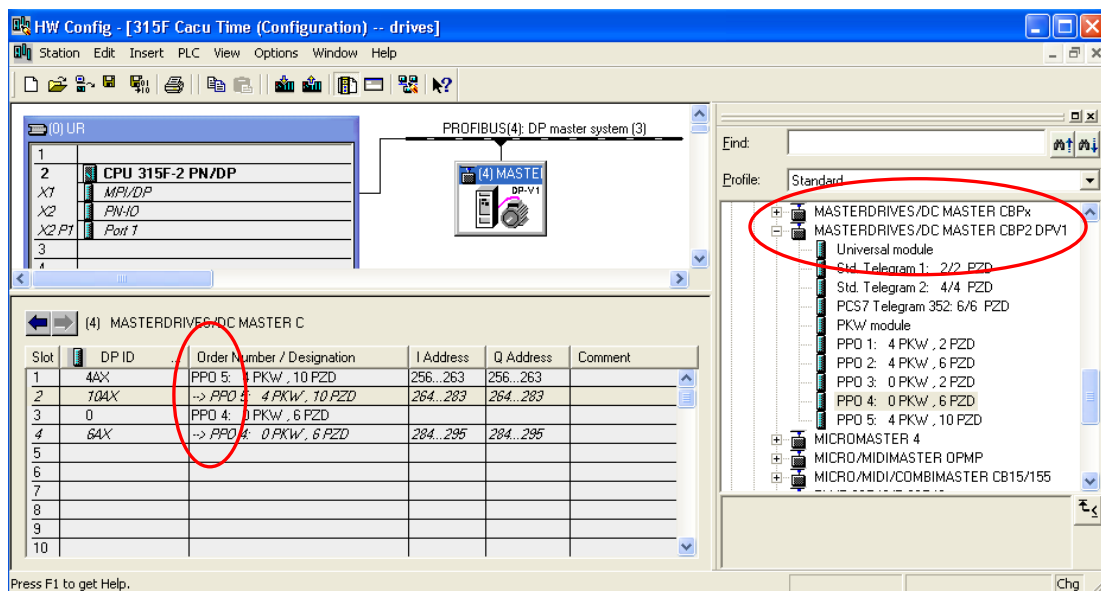 HW Config - [315F Cacu Time (Configuration) -- drives]
Station Edit Insert PLC View Options Window Help
(0) UR
1
2 CPU 315F-2 PN/DP
X1 MPI/DP
X2 PN-IO
X2 P1 Port 1
3
4
PROFIBUS(4): DP master system (3)
(4) MASTE
DP-V1
Find:
Profile: Standard
MASTERDRIVES/DC MASTER CBPx
MASTERDRIVES/DC MASTER CBP2 DPV1
Universal module
Std. Telegram 1: 2/2 PZD
Std. Telegram 2: 4/4 PZD
PCS7 Telegram 352: 6/6 PZD
PKW module
PPO 1: 4 PKW , 2 PZD
PPO 2: 4 PKW , 6 PZD
PPO 3: 0 PKW , 2 PZD
PPO 4: 0 PKW , 6 PZD
PPO 5: 4 PKW , 10 PZD
MICROMASTER 4
MICRO/MIDIMASTER OPMP
MICRO/MIDI/COMBIMASTER CB15/155
(4) MASTERDRIVES/DC MASTER C
Slot DP ID ... Order Number / Designation I Address Q Address Comment
1 4AX PPO 5: 4 PKW , 10 PZD 256...263 256...263
2 10AX --> PPO 5: 4 PKW , 10 PZD 264...283 264...283
3 0 PPO 4: 0 PKW , 6 PZD
4 6AX --> PPO 4: 0 PKW , 6 PZD 284...295 284...295
5
6
7
8
9
10
Press F1 to get Help.
Chg